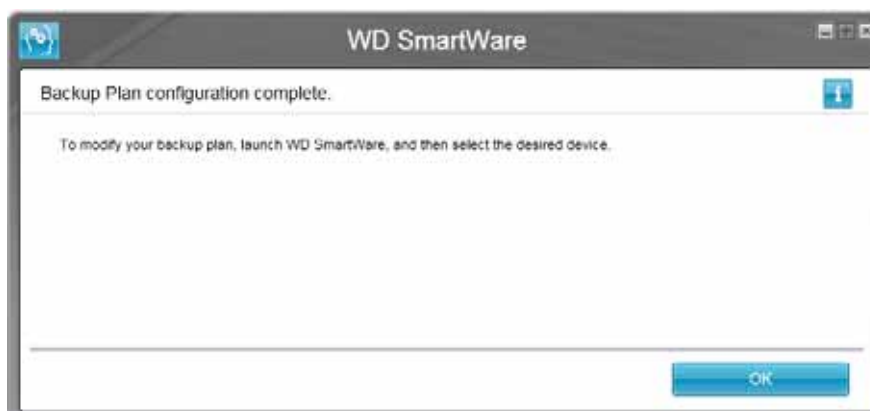 WD SmartWare
Backup Plan configuration complete.
i
To modify your backup plan, launch WD SmartWare, and then select the desired device.
OK